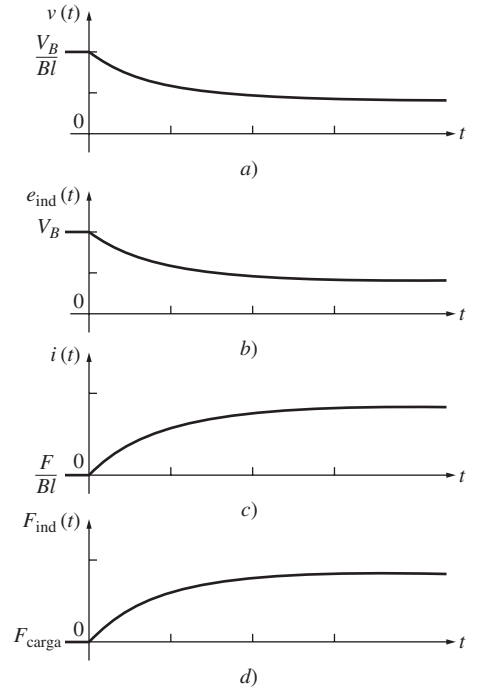 v (t)
V_B
Bl
0
t
a)
e_ind (t)
V_B
0
t
b)
i (t)
F
Bl
0
t
c)
F_ind (t)
F_carga
0
t
d)